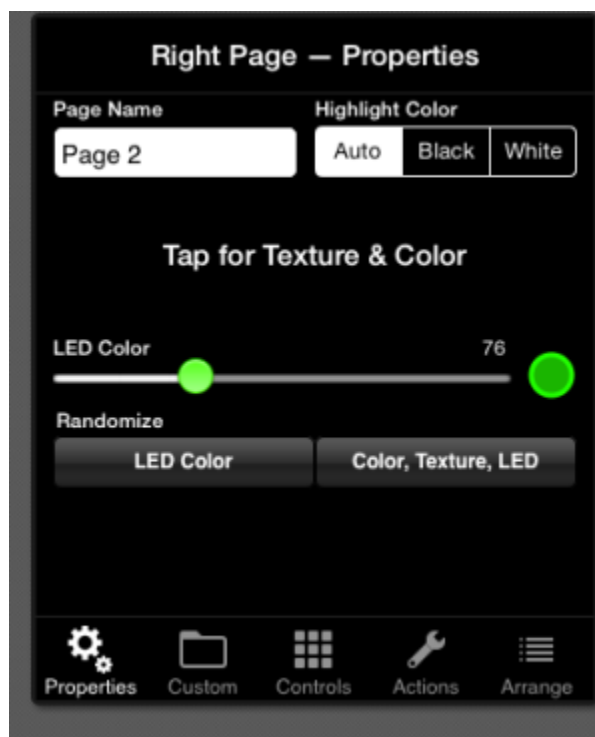 Right Page — Properties
Page Name
Highlight Color
Page 2
Auto
Black
White
Tap for Texture & Color
LED Color
76
Randomize
LED Color
Color, Texture, LED
Properties
Custom
Controls
Actions
Arrange